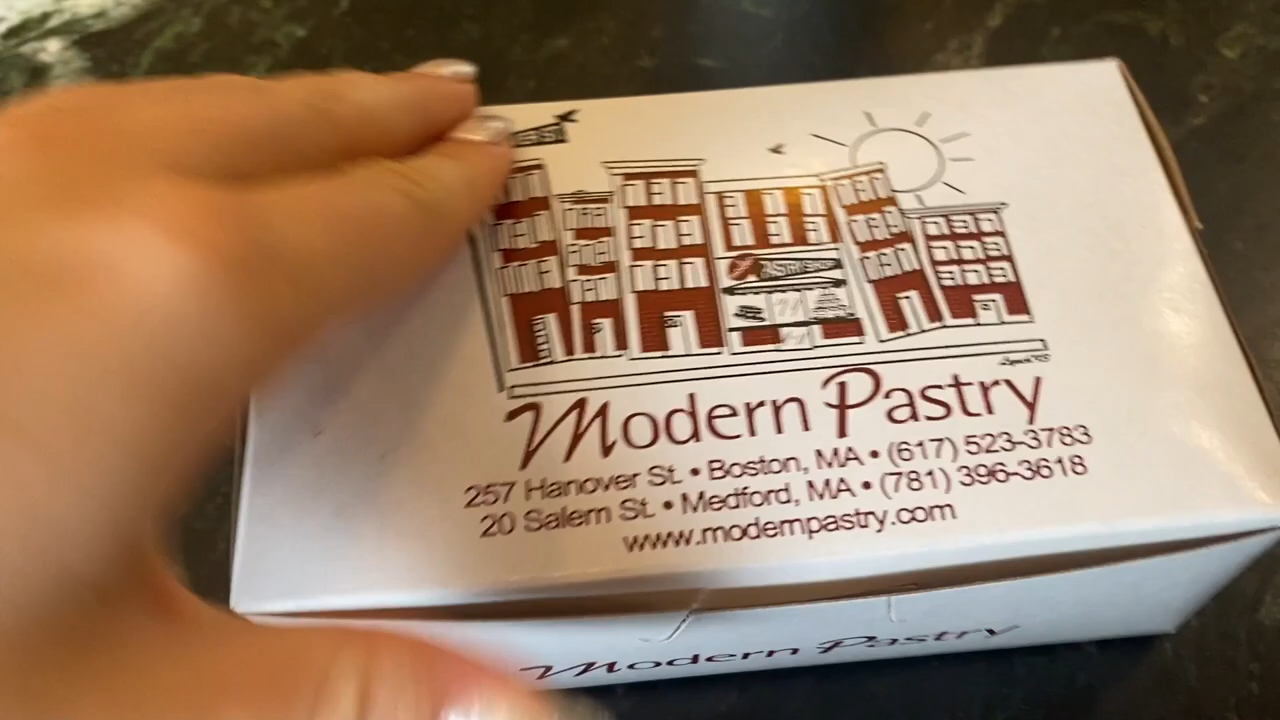 Modern Pastry
257 Hanover St. • Boston, MA • (617) 523-3783
20 Salem St. • Medford, MA • (781) 396-3618
www.modernpastry.com
Modern Pastry